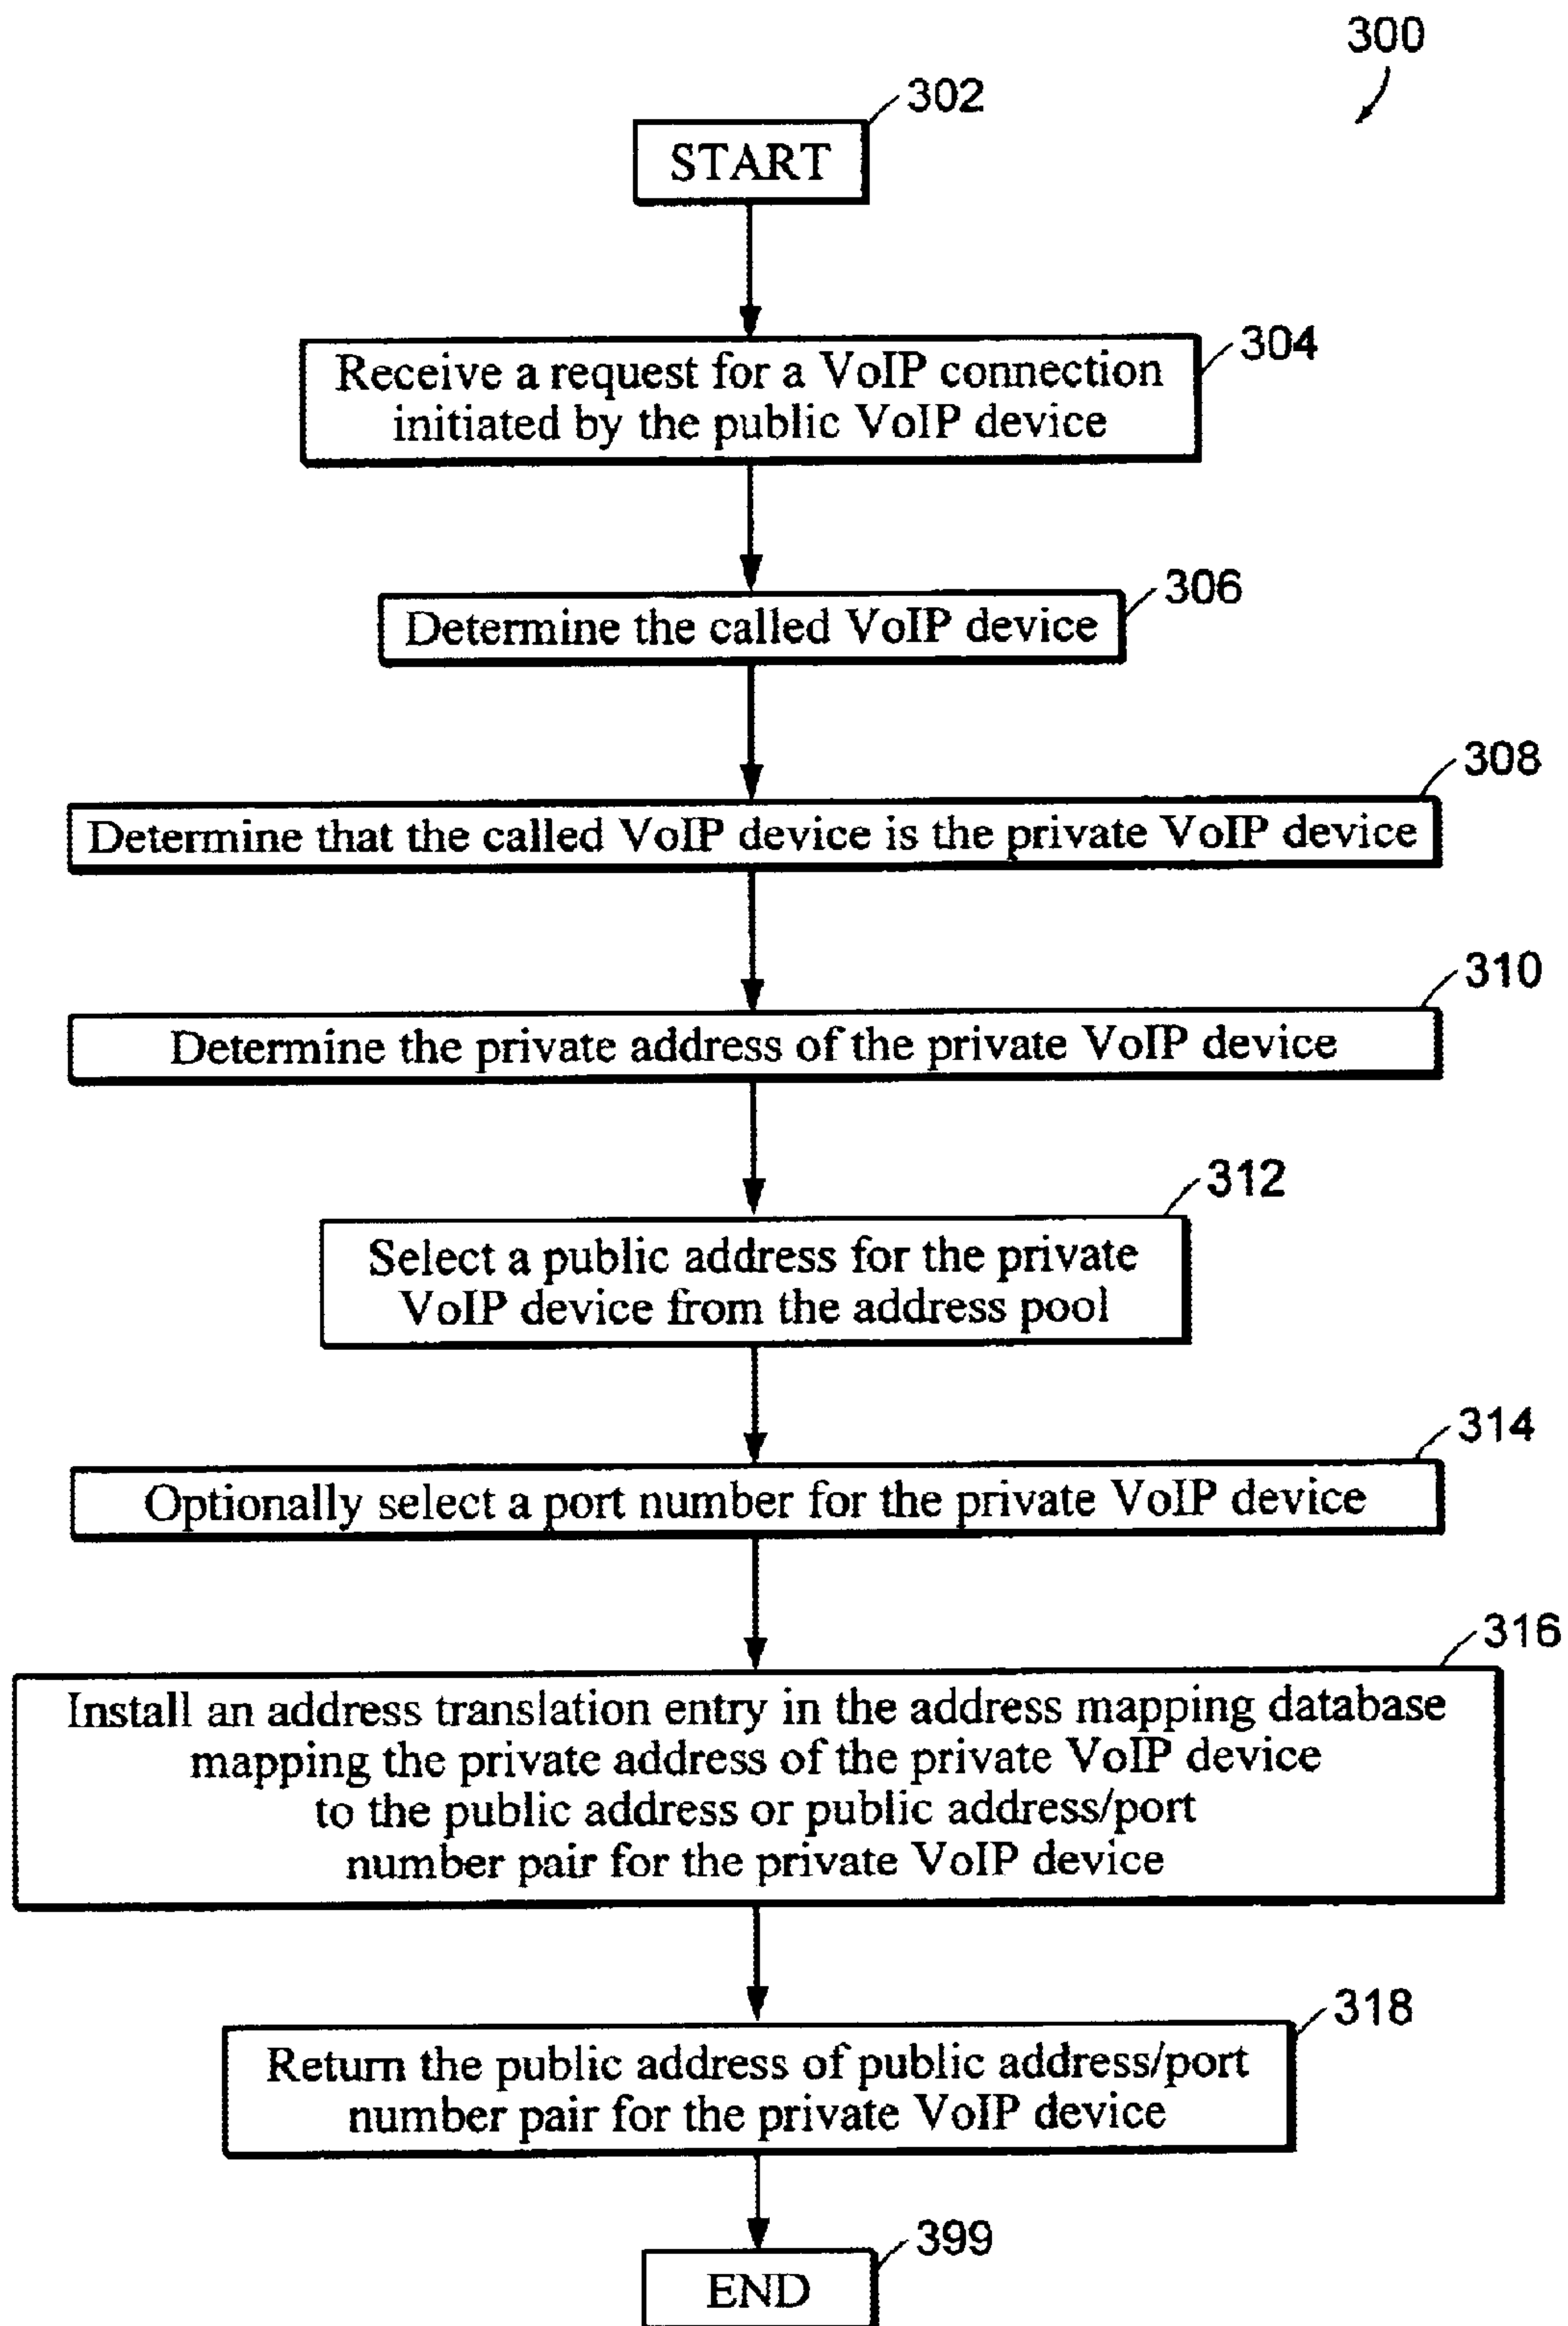 300
302
START
304
Receive a request for a VoIP connection
initiated by the public VoIP device
306
Determine the called VoIP device
308
Determine that the called VoIP device is the private VoIP device
310
Determine the private address of the private VoIP device
312
Select a public address for the private
VoIP device from the address pool
314
Optionally select a port number for the private VoIP device
316
Install an address translation entry in the address mapping database
mapping the private address of the private VoIP device
to the public address or public address/port
number pair for the private VoIP device
318
Return the public address of public address/port
number pair for the private VoIP device
399
END